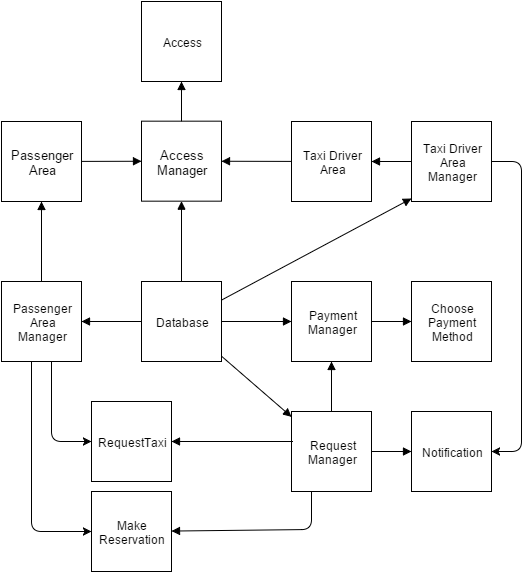 Access
Passenger
Area
Access
Manager
Taxi Driver
Area
Taxi Driver
Area
Manager
Passenger
Area
Manager
Database
Payment
Manager
Choose
Payment
Method
RequestTaxi
Request
Manager
Notification
Make
Reservation